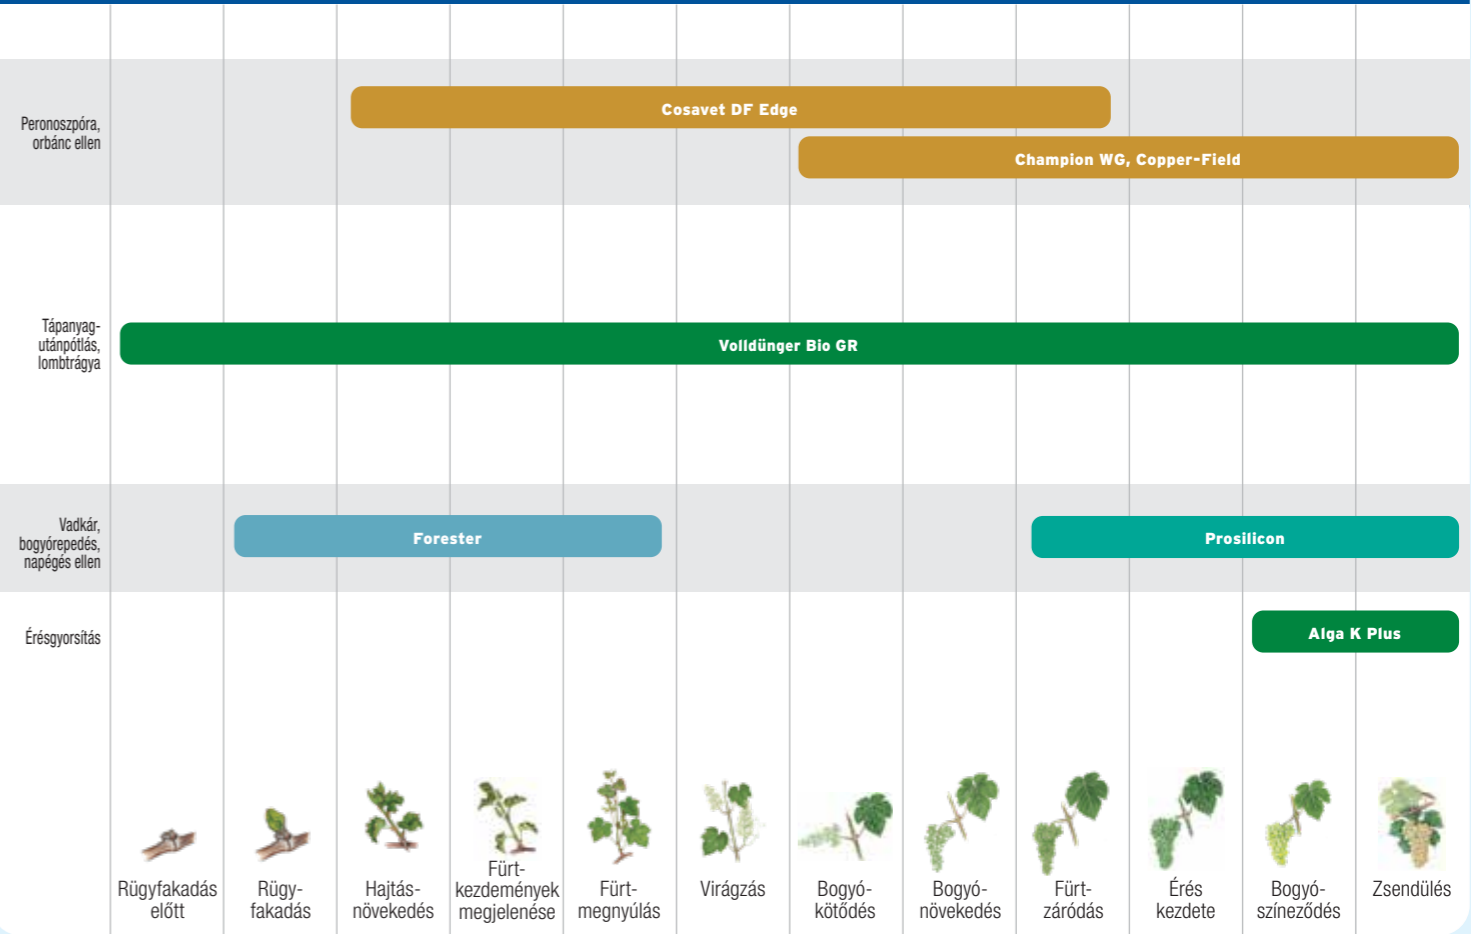 Peronoszpóra,
orbánc ellen
Cosavet DF Edge
Champion WG, Copper-Field
Tápanyag-
utánpótlás,
lombtrágya
Volldünger Bio GR
Vadkár,
bogyórepedés,
napégés ellen
Forester
Prosilicon
Érésgyorsítás
Alga K Plus
Rügyfakadás
előtt
Rügy-
fakadás
Hajtás-
növekedés
Fürt-
kezdemények
megjelenése
Fürt-
megnyúlás
Virágzás
Bogyó-
kötődés
Bogyó-
növekedés
Fürt-
záródás
Érés
kezdete
Bogyó-
színeződés
Zsendülés